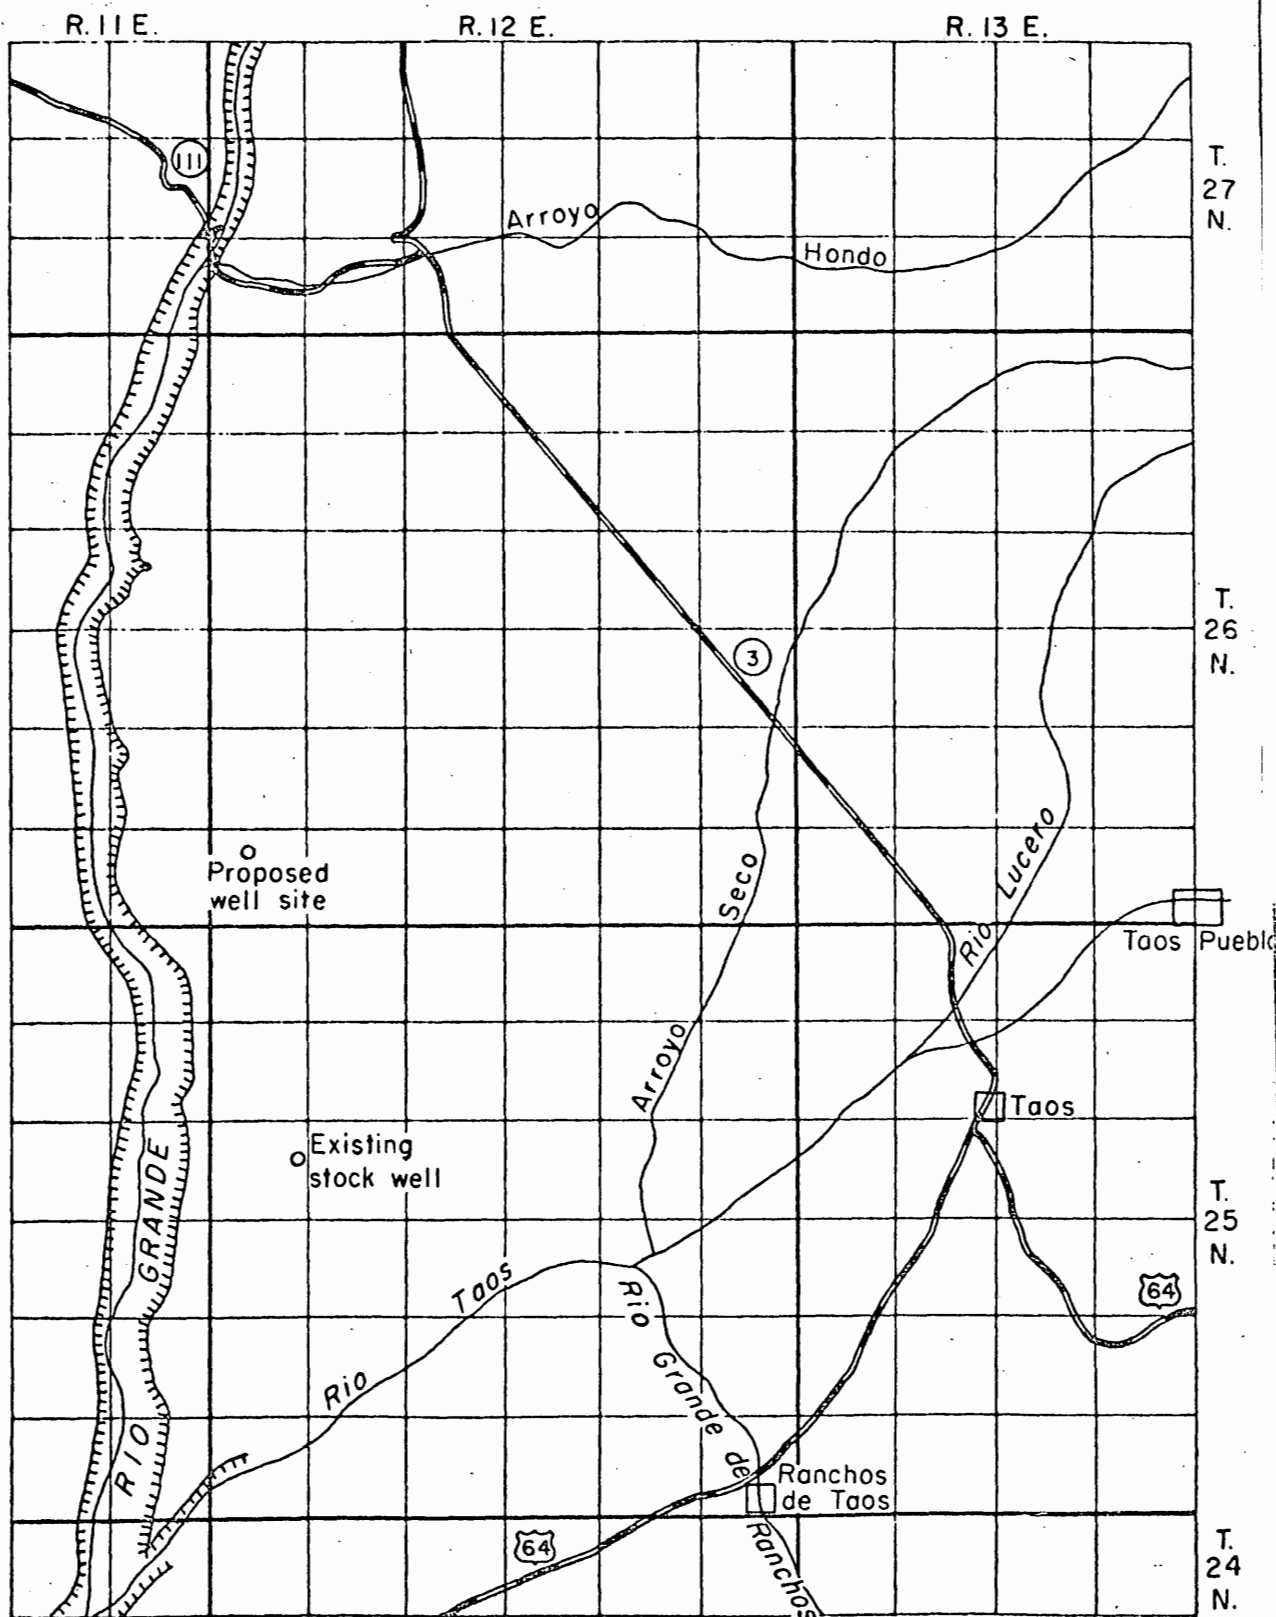 R. 11 E.
R. 12 E.
R. 13 E.
111
T.
27
N.
Arroyo
Hondo
T.
26
N.
3
Proposed
well site
Seco
Rio
Lucero
Taos Pueblo
Arroyo
Taos
Existing
stock well
GRANDE
RIO
T.
25
N.
64
Rio
Taos
Rio
Grande de
Ranchos
Ranchos
de Taos
64
T.
24
N.